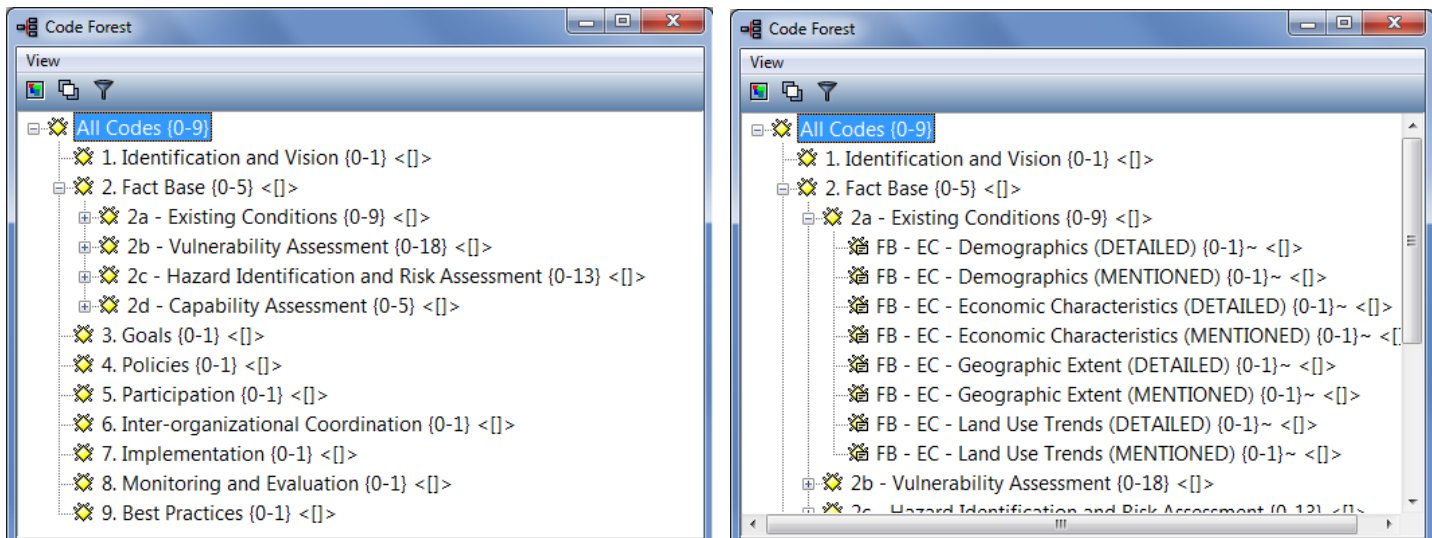 Code Forest
View
All Codes {0-9}
1. Identification and Vision {0-1} <[]>
2. Fact Base {0-5} <[]>
2a - Existing Conditions {0-9} <[]>
2b - Vulnerability Assessment {0-18} <[]>
2c - Hazard Identification and Risk Assessment {0-13} <[]>
2d - Capability Assessment {0-5} <[]>
3. Goals {0-1} <[]>
4. Policies {0-1} <[]>
5. Participation {0-1} <[]>
6. Inter-organizational Coordination {0-1} <[]>
7. Implementation {0-1} <[]>
8. Monitoring and Evaluation {0-1} <[]>
9. Best Practices {0-1} <[]>
Code Forest
View
All Codes {0-9}
1. Identification and Vision {0-1} <[]>
2. Fact Base {0-5} <[]>
2a - Existing Conditions {0-9} <[]>
FB - EC - Demographics (DETAILED) {0-1}~ <[]>
FB - EC - Demographics (MENTIONED) {0-1}~ <[]>
FB - EC - Economic Characteristics (DETAILED) {0-1}~ <[]>
FB - EC - Economic Characteristics (MENTIONED) {0-1}~ <[]
FB - EC - Geographic Extent (DETAILED) {0-1}~ <[]>
FB - EC - Geographic Extent (MENTIONED) {0-1}~ <[]>
FB - EC - Land Use Trends (DETAILED) {0-1}~ <[]>
FB - EC - Land Use Trends (MENTIONED) {0-1}~ <[]>
2b - Vulnerability Assessment {0-18} <[]>
2c - Hazard Identification and Risk Assessment {0-13} <[]>